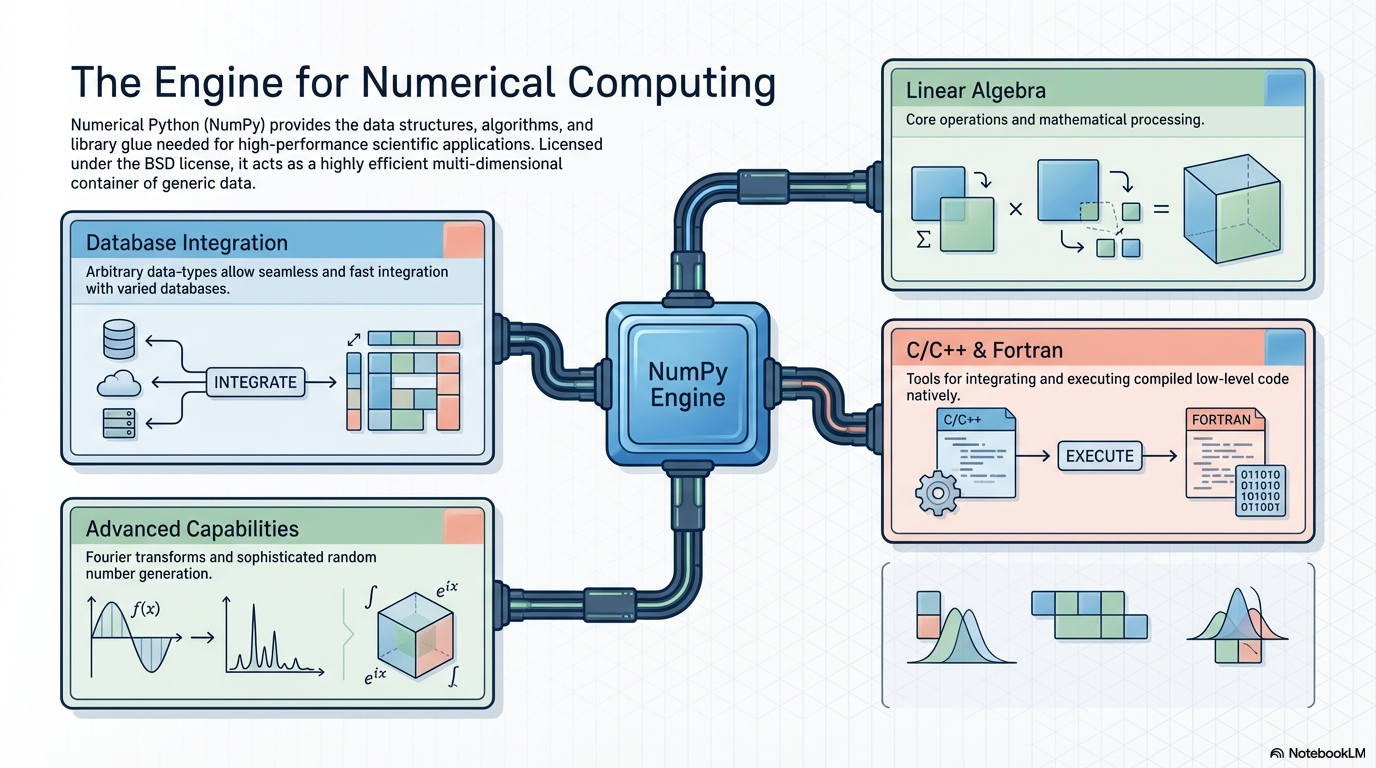 The Engine for Numerical Computing
Numerical Python (NumPy) provides the data structures, algorithms, and
library glue needed for high-performance scientific applications. Licensed
under the BSD license, it acts as a highly efficient multi-dimensional
container of generic data.
Database Integration
Arbitrary data-types allow seamless and fast integration
with varied databases.
INTEGRATE
Advanced Capabilities
Fourier transforms and sophisticated random
number generation.
f(x)
∫
e^{ix}
e^{ix}
NumPy
Engine
Linear Algebra
Core operations and mathematical processing.
Σ
×
=
C/C++ & Fortran
Tools for integrating and executing compiled low-level code
natively.
C/C++
EXECUTE
FORTRAN
011010
011010
101010
NotebookLM